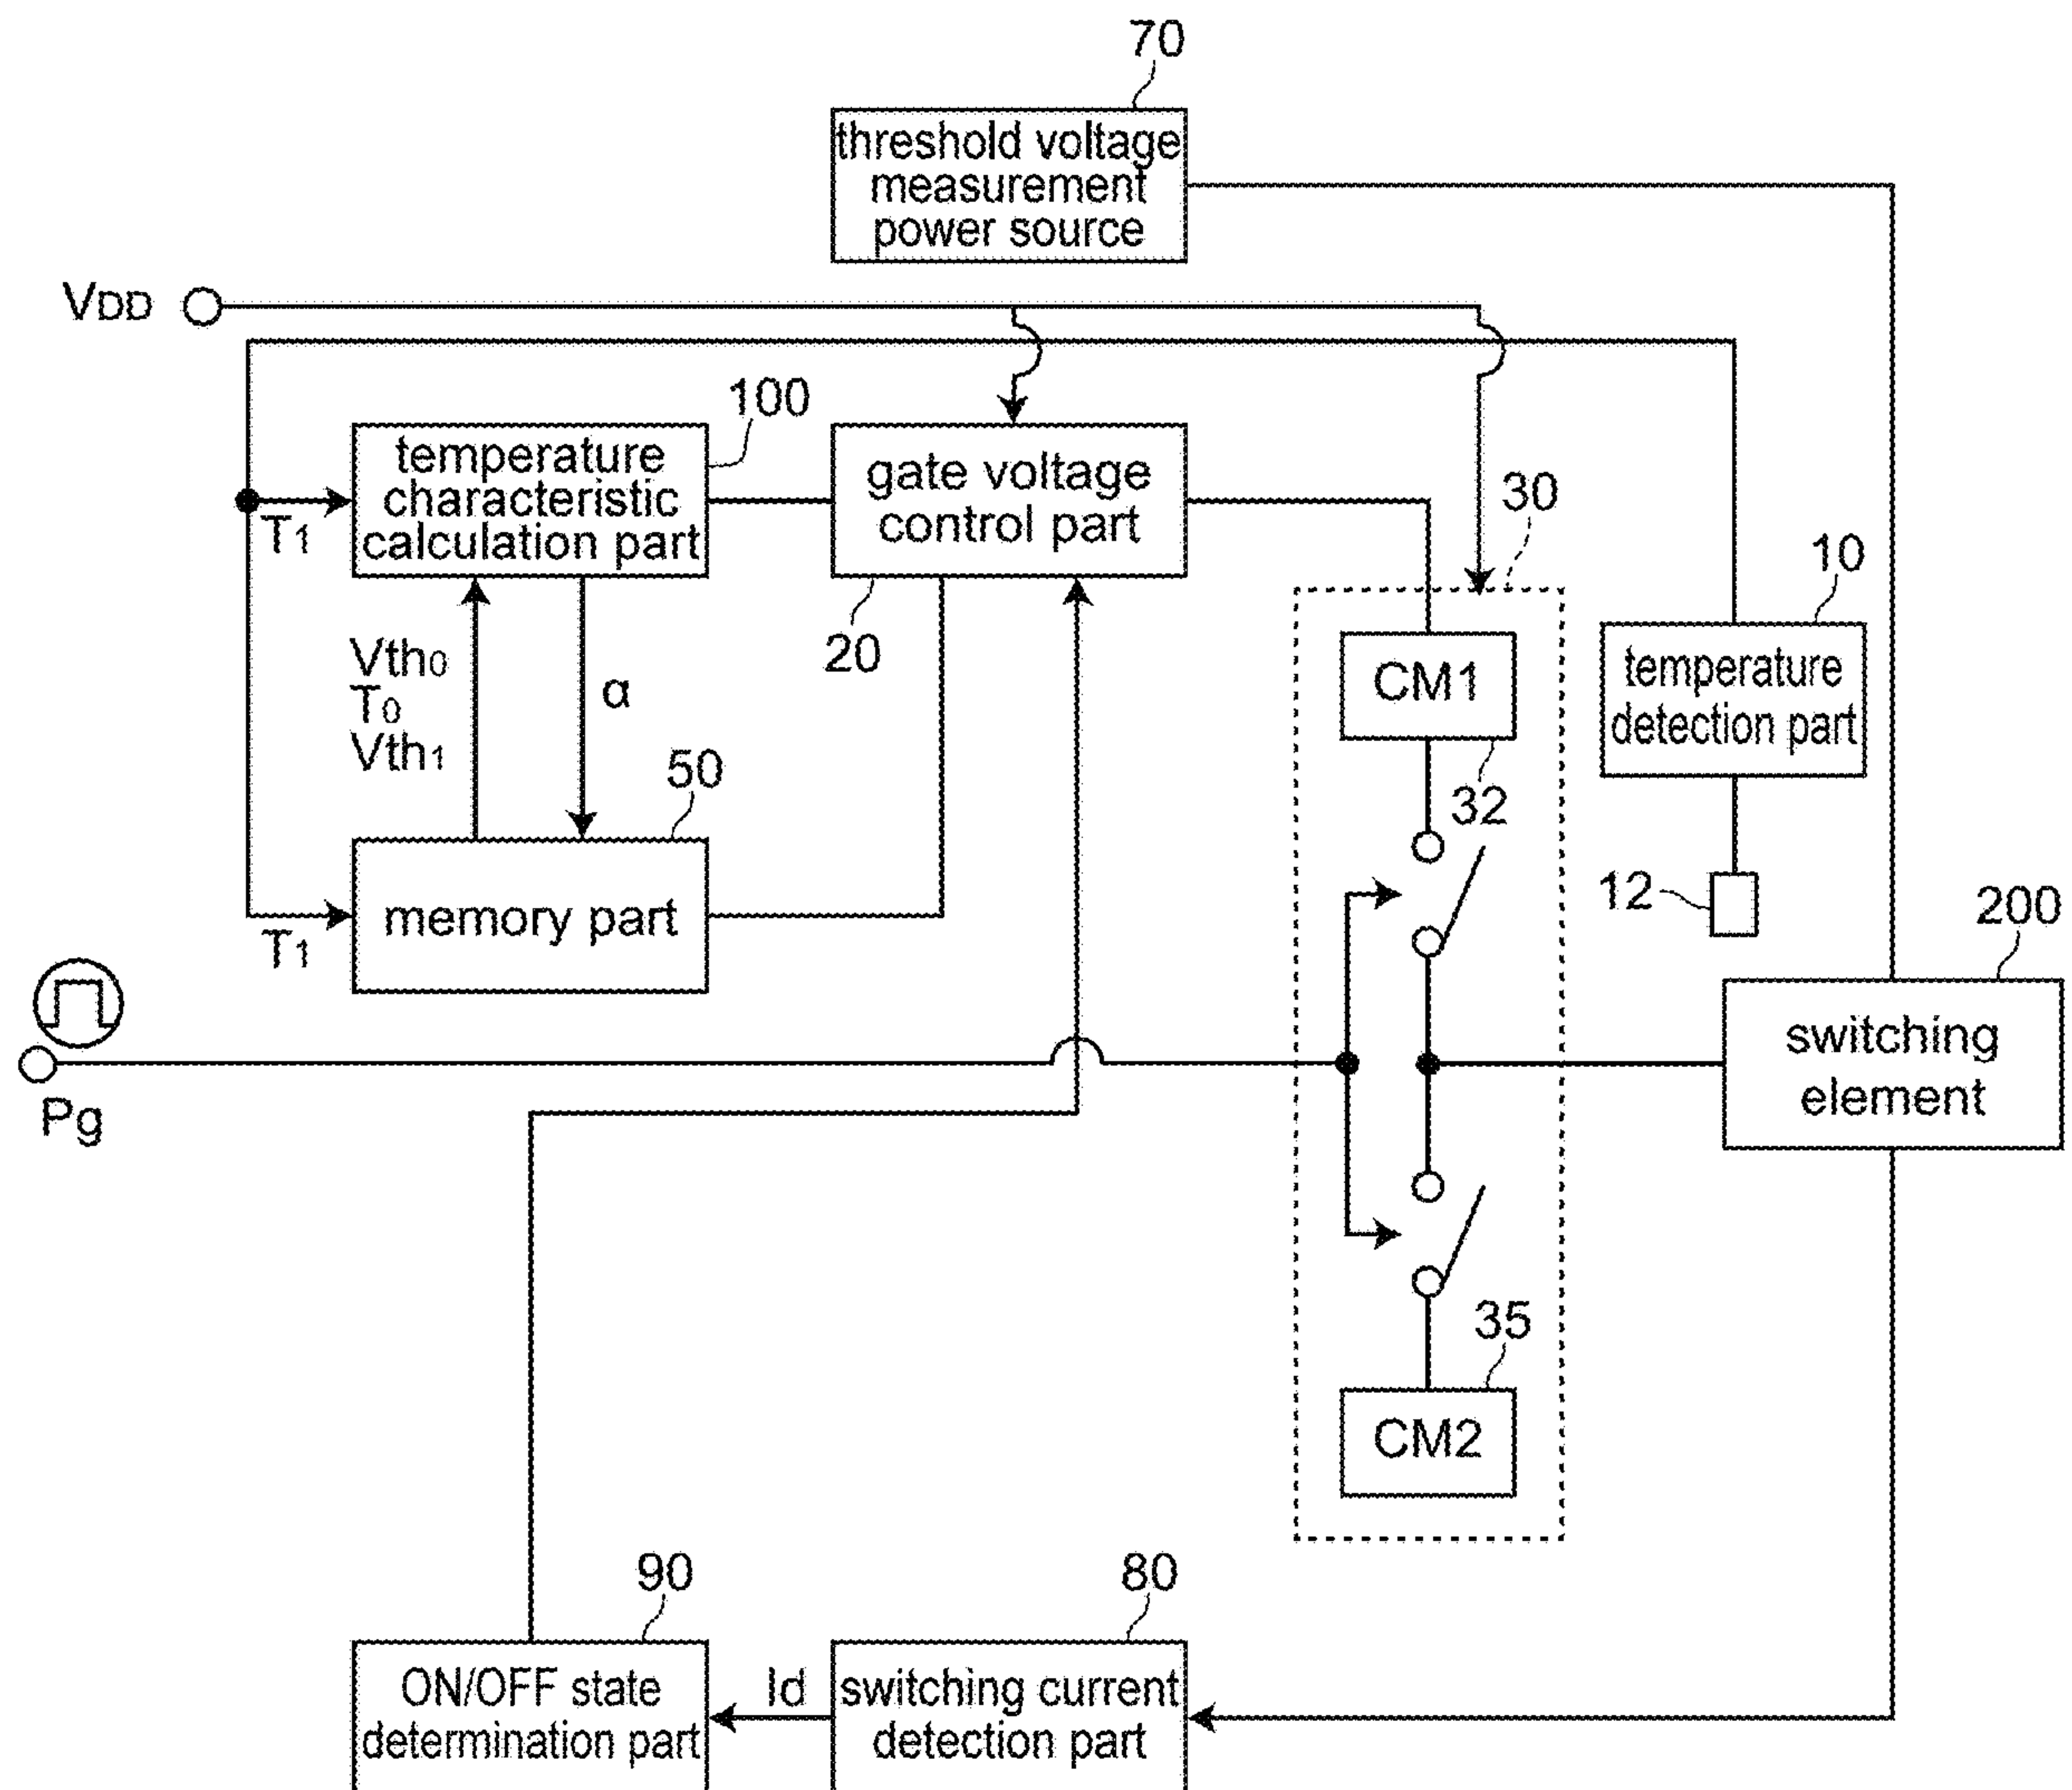 70
threshold voltage
measurement
power source
VDD
100
temperature
characteristic
calculation part
gate voltage
control part
T1
30
10
20
Vth0
T0
Vth1
α
CM1
temperature
detection part
50
32
memory part
12
T1
200
switching
element
Pg
35
CM2
90
80
ON/OFF state
determination part
Id
switching current
detection part